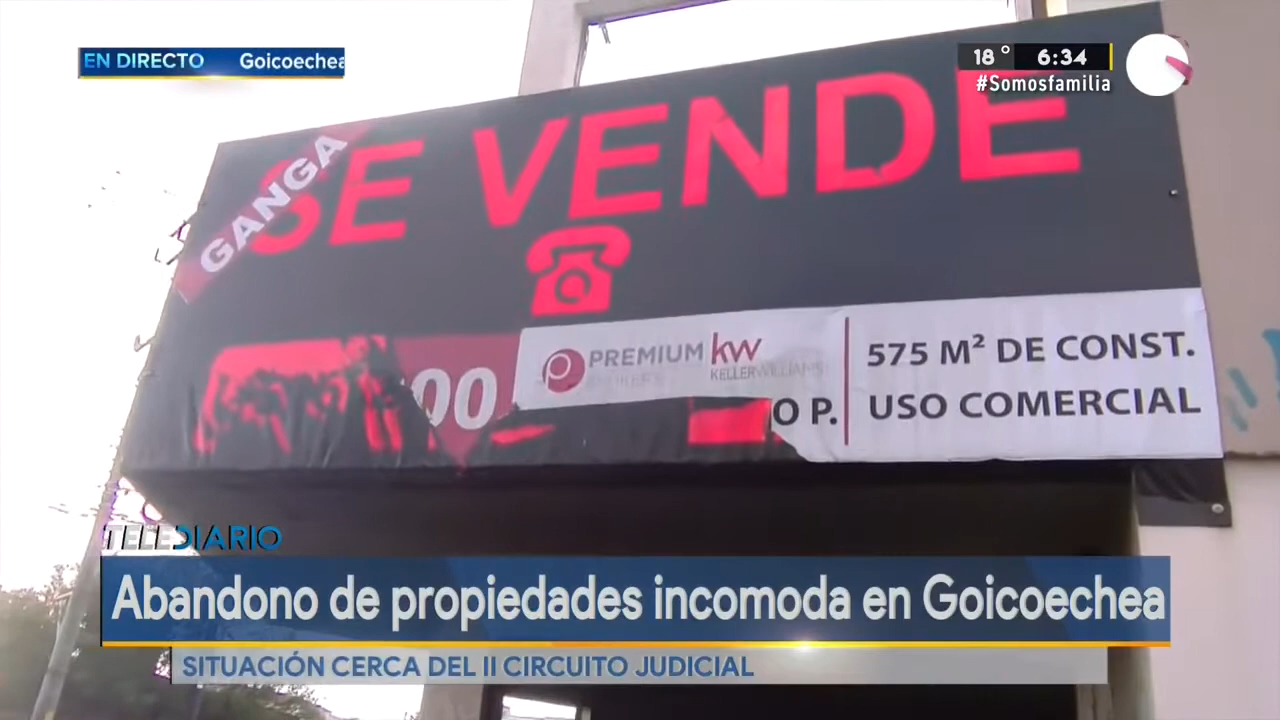 EN DIRECTO Goicoechea
18° 6:34
#Somosfamilia
GANGA
SE VENDE
00
PREMIUM kw
KELLERWILLIAMS
O P.
575 M² DE CONST.
USO COMERCIAL
TELEDIARIO
Abandono de propiedades incomoda en Goicoechea
SITUACIÓN CERCA DEL II CIRCUITO JUDICIAL